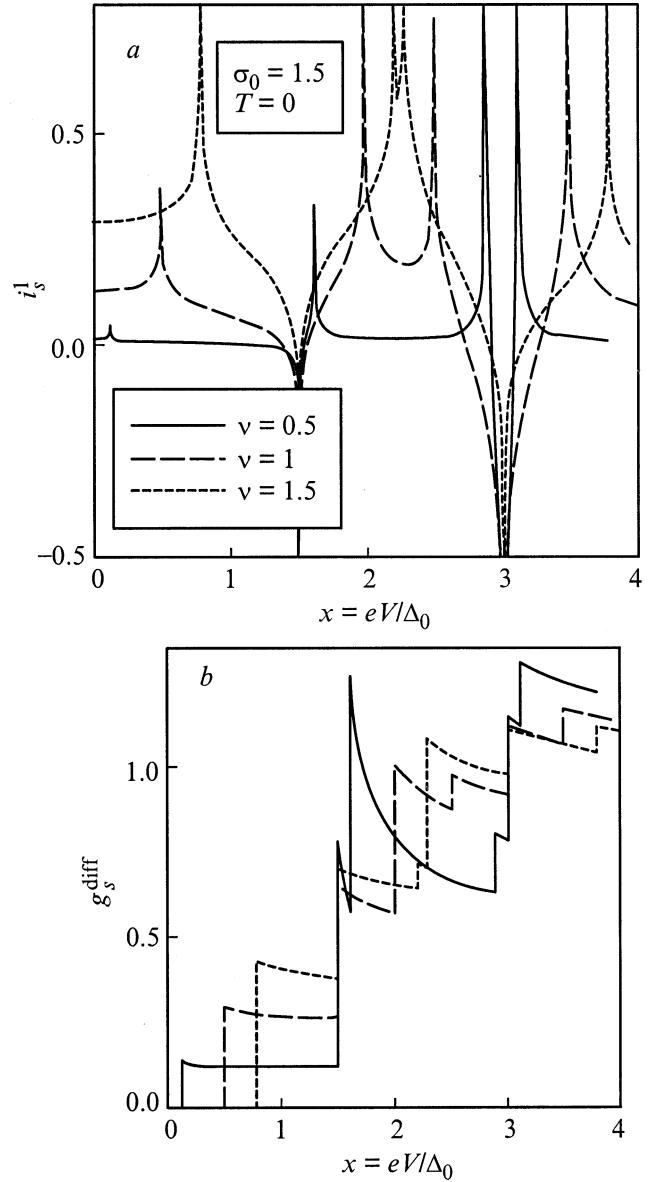 a
σ₀ = 1.5
T = 0
0.5
0.0
−0.5
i_s^1
ν = 0.5
ν = 1
ν = 1.5
0 1 2 3 4
x = eV/Δ₀
b
1.0
0.5
0.0
g_s^diff
0 1 2 3 4
x = eV/Δ₀